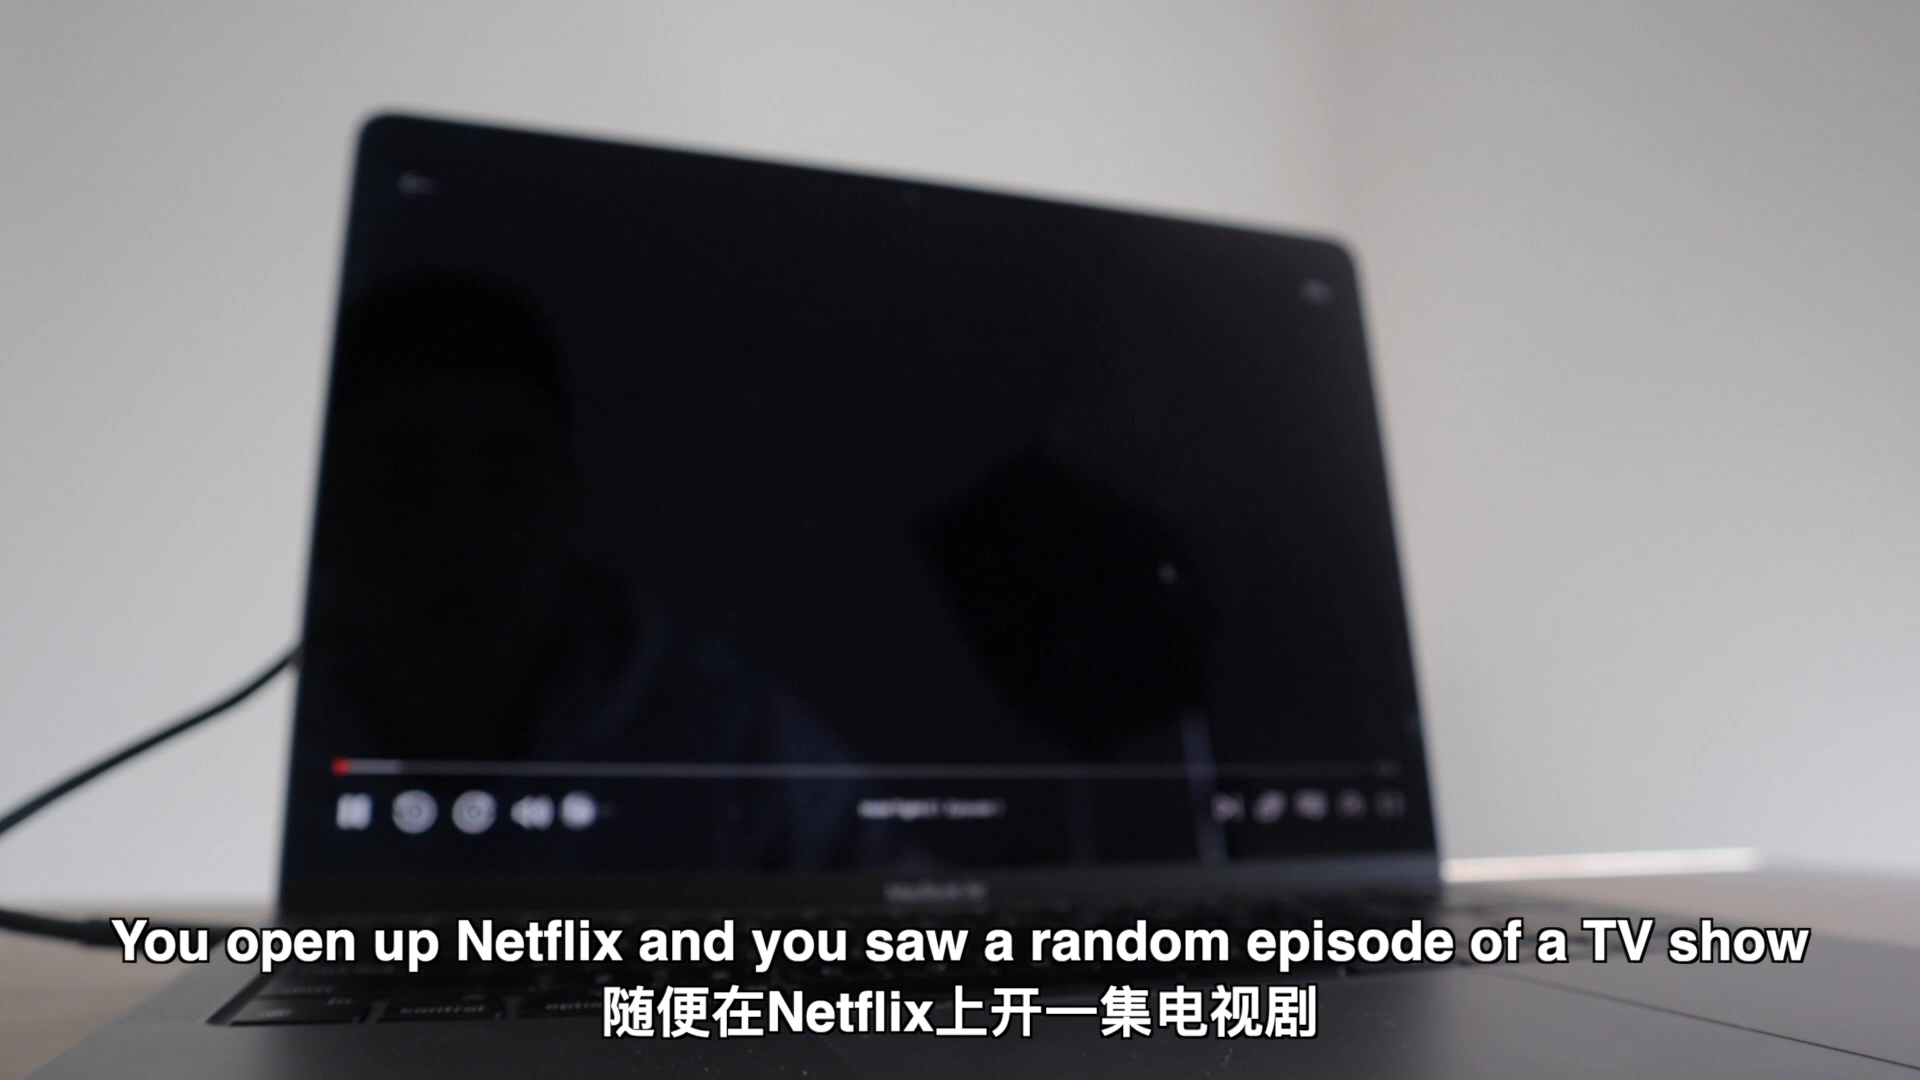 You open up Netflix and you saw a random episode of a TV show
随便在Netflix上开一集电视剧
control